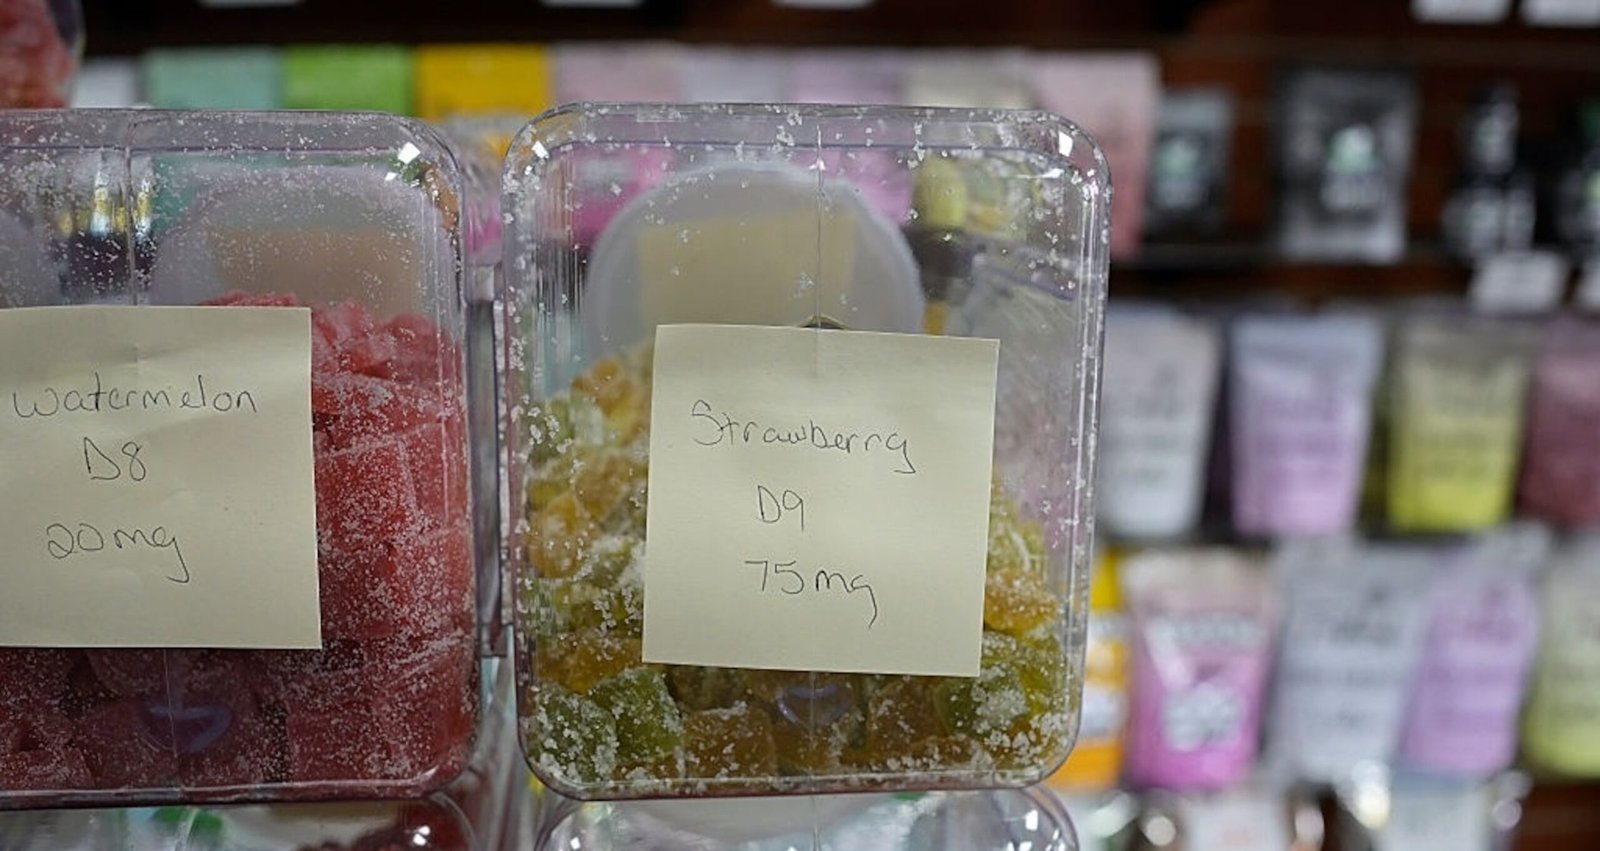 Watermelon
D8
20mg
Strawberry
D9
75mg